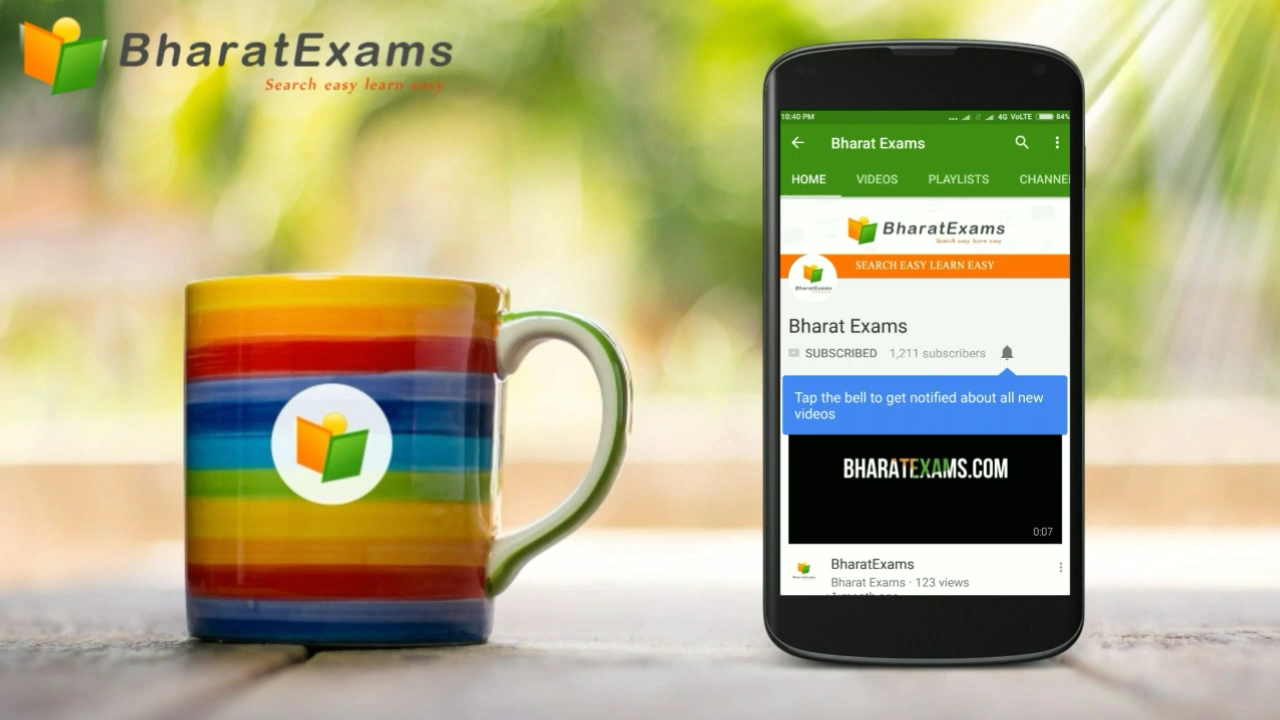 BharatExams
Search easy learn easy
10:40 PM
4G VoLTE 84%
Bharat Exams
HOME VIDEOS PLAYLISTS CHANNE
BharatExams
Search easy learn easy
SEARCH EASY LEARN EASY
BharatExams
Bharat Exams
SUBSCRIBED 1,211 subscribers
Tap the bell to get notified about all new
videos
BHARATEXAMS.COM
0:07
BharatExams
Bharat Exams · 123 views